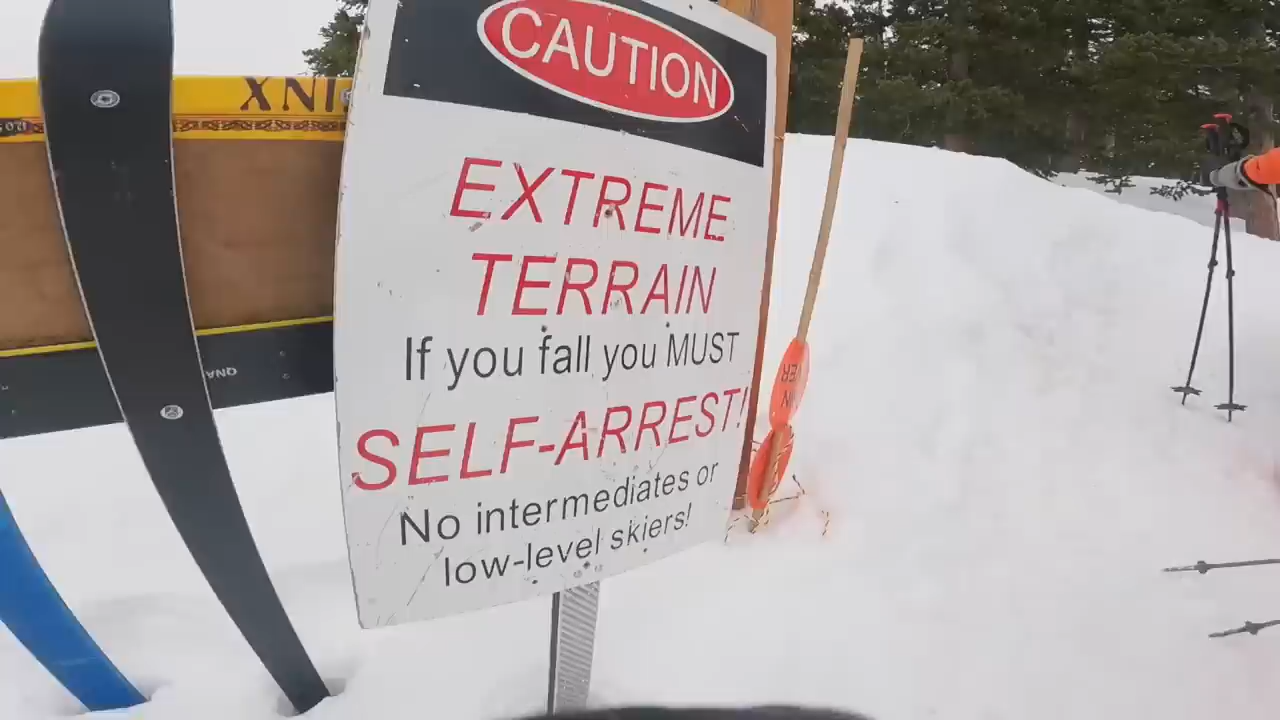 CAUTION
EXTREME
TERRAIN
If you fall you MUST
SELF-ARREST!
No intermediates or
low-level skiers!